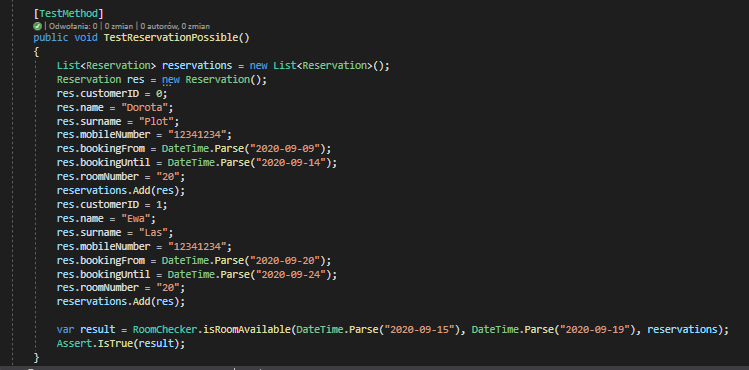 [TestMethod]
| Odwołania: 0 | 0 zmian | 0 autorów, 0 zmian
public void TestReservationPossible()
{
List<Reservation> reservations = new List<Reservation>();
Reservation res = new Reservation();
res.customerID = 0;
res.name = "Dorota";
res.surname = "Plot";
res.mobileNumber = "12341234";
res.bookingFrom = DateTime.Parse("2020-09-09");
res.bookingUntil = DateTime.Parse("2020-09-14");
res.roomNumber = "20";
reservations.Add(res);
res.customerID = 1;
res.name = "Ewa";
res.surname = "Las";
res.mobileNumber = "12341234";
res.bookingFrom = DateTime.Parse("2020-09-20");
res.bookingUntil = DateTime.Parse("2020-09-24");
res.roomNumber = "20";
reservations.Add(res);
var result = RoomChecker.isRoomAvailable(DateTime.Parse("2020-09-15"), DateTime.Parse("2020-09-19"), reservations);
Assert.IsTrue(result);
}